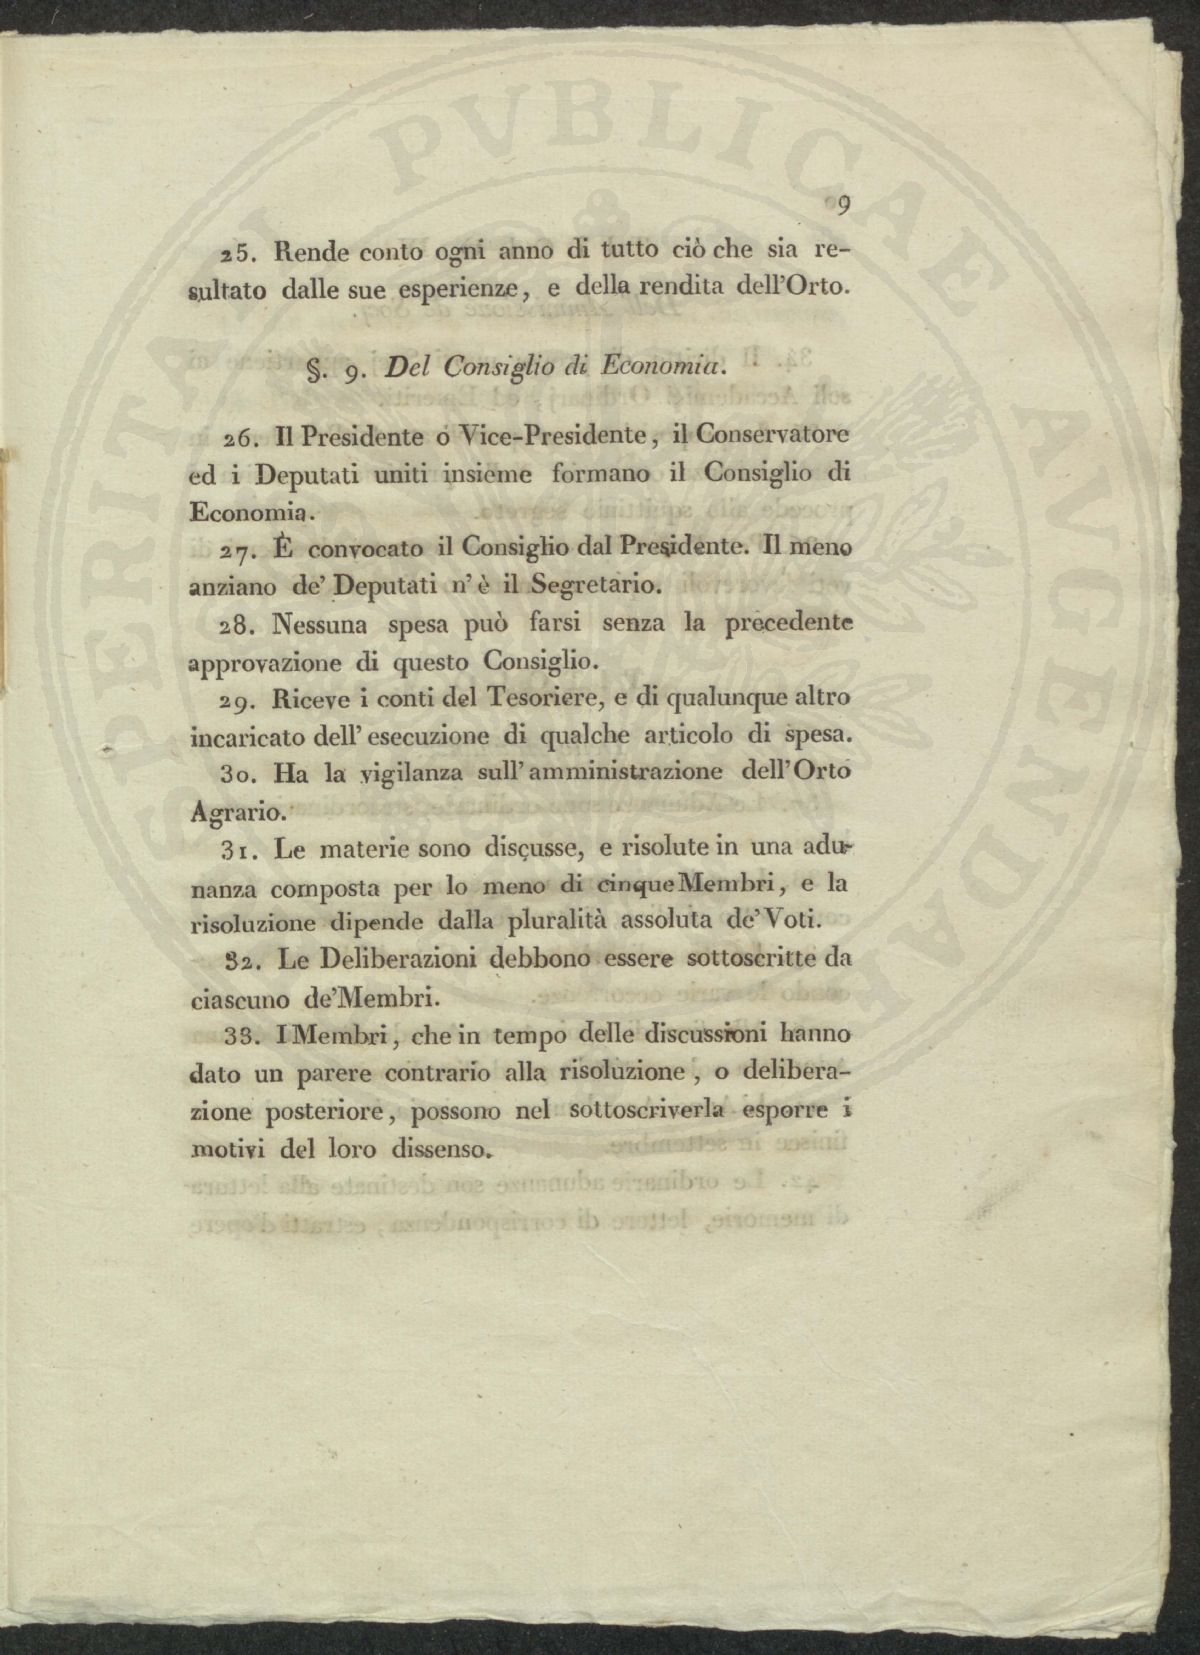 PROSPERITATI PVBLICAE AVGENDAE
9
25. Rende conto ogni anno di tutto ciò che sia re-
sultato dalle sue esperienze, e della rendita dell'Orto.
§. 9. Del Consiglio di Economia.
26. Il Presidente o Vice-Presidente, il Conservatore
ed i Deputati uniti insieme formano il Consiglio di
Economia.
27. È convocato il Consiglio dal Presidente. Il meno
anziano de' Deputati n'è il Segretario.
28. Nessuna spesa può farsi senza la precedente
approvazione di questo Consiglio.
29. Riceve i conti del Tesoriere, e di qualunque altro
incaricato dell'esecuzione di qualche articolo di spesa.
30. Ha la vigilanza sull'amministrazione dell'Orto
Agrario.
31. Le materie sono discusse, e risolute in una adu-
nanza composta per lo meno di cinque Membri, e la
risoluzione dipende dalla pluralità assoluta de' Voti.
32. Le Deliberazioni debbono essere sottoscritte da
ciascuno de' Membri.
33. I Membri, che in tempo delle discussioni hanno
dato un parere contrario alla risoluzione, o delibera-
zione posteriore, possono nel sottoscriverla esporre i
motivi del loro dissenso.